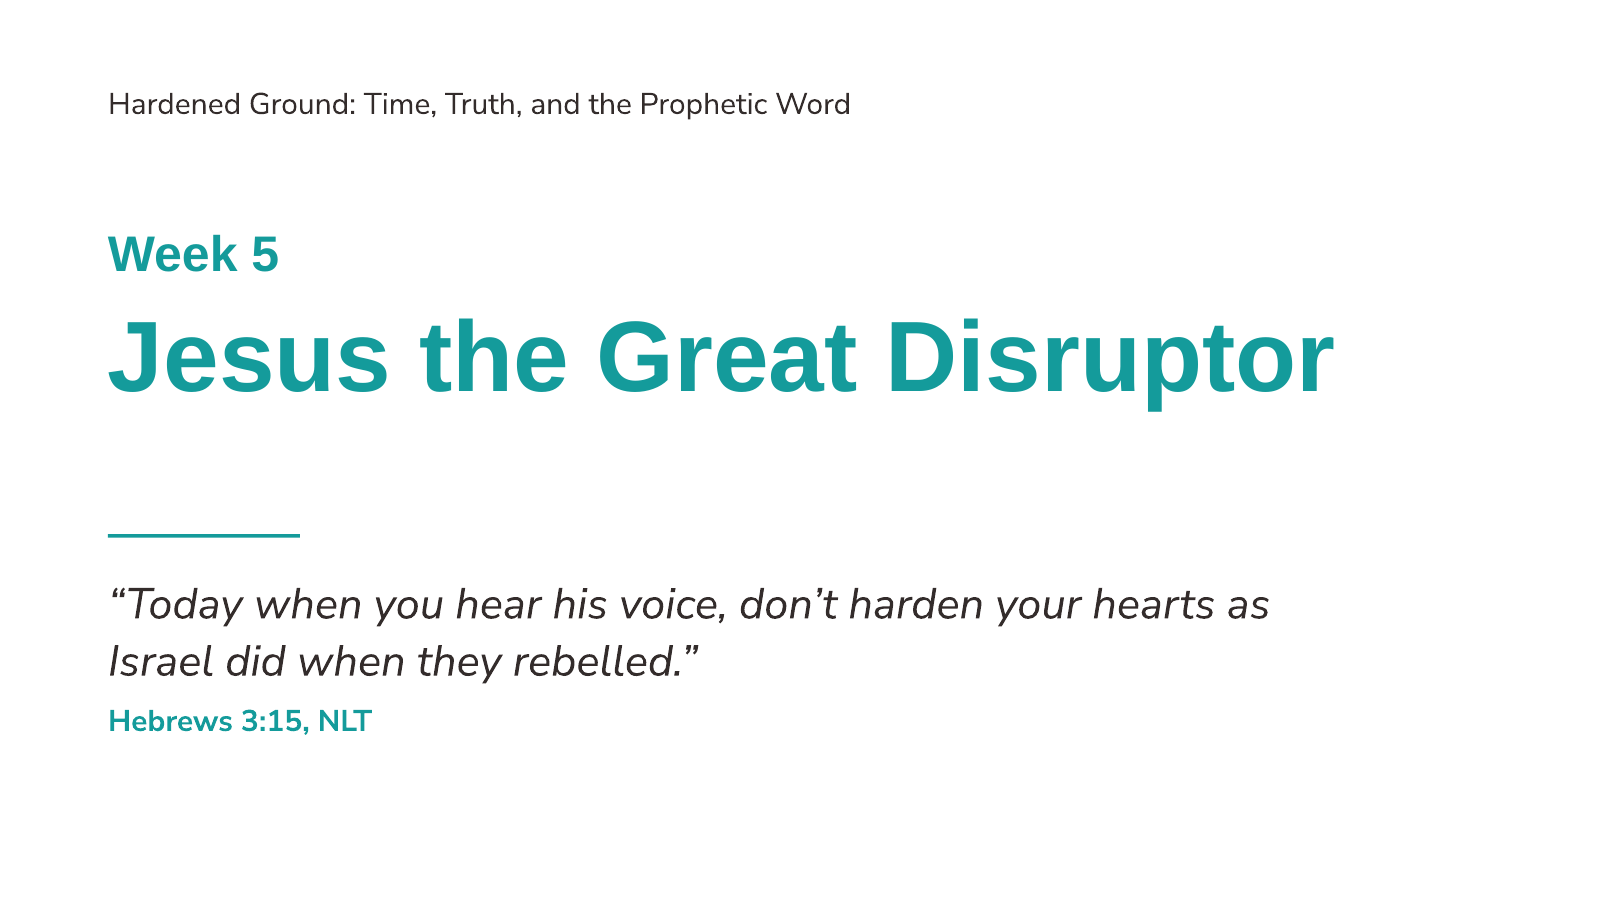 Hardened Ground: Time, Truth, and the Prophetic Word
Week 5
Jesus the Great Disruptor
“Today when you hear his voice, don’t harden your hearts as
Israel did when they rebelled.”
Hebrews 3:15, NLT